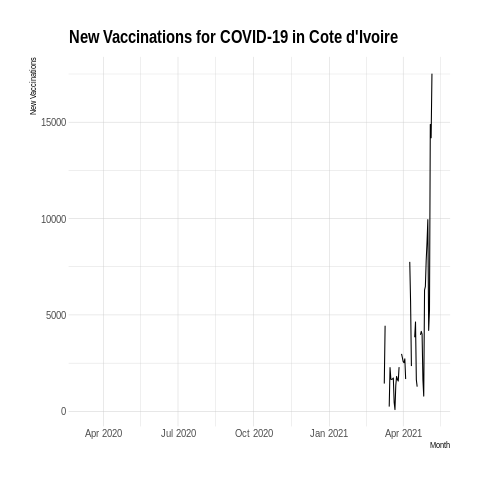 New Vaccinations for COVID-19 in Cote d'Ivoire
New Vaccinations
15000
10000
5000
0
Apr 2020
Jul 2020
Oct 2020
Jan 2021
Apr 2021
Month